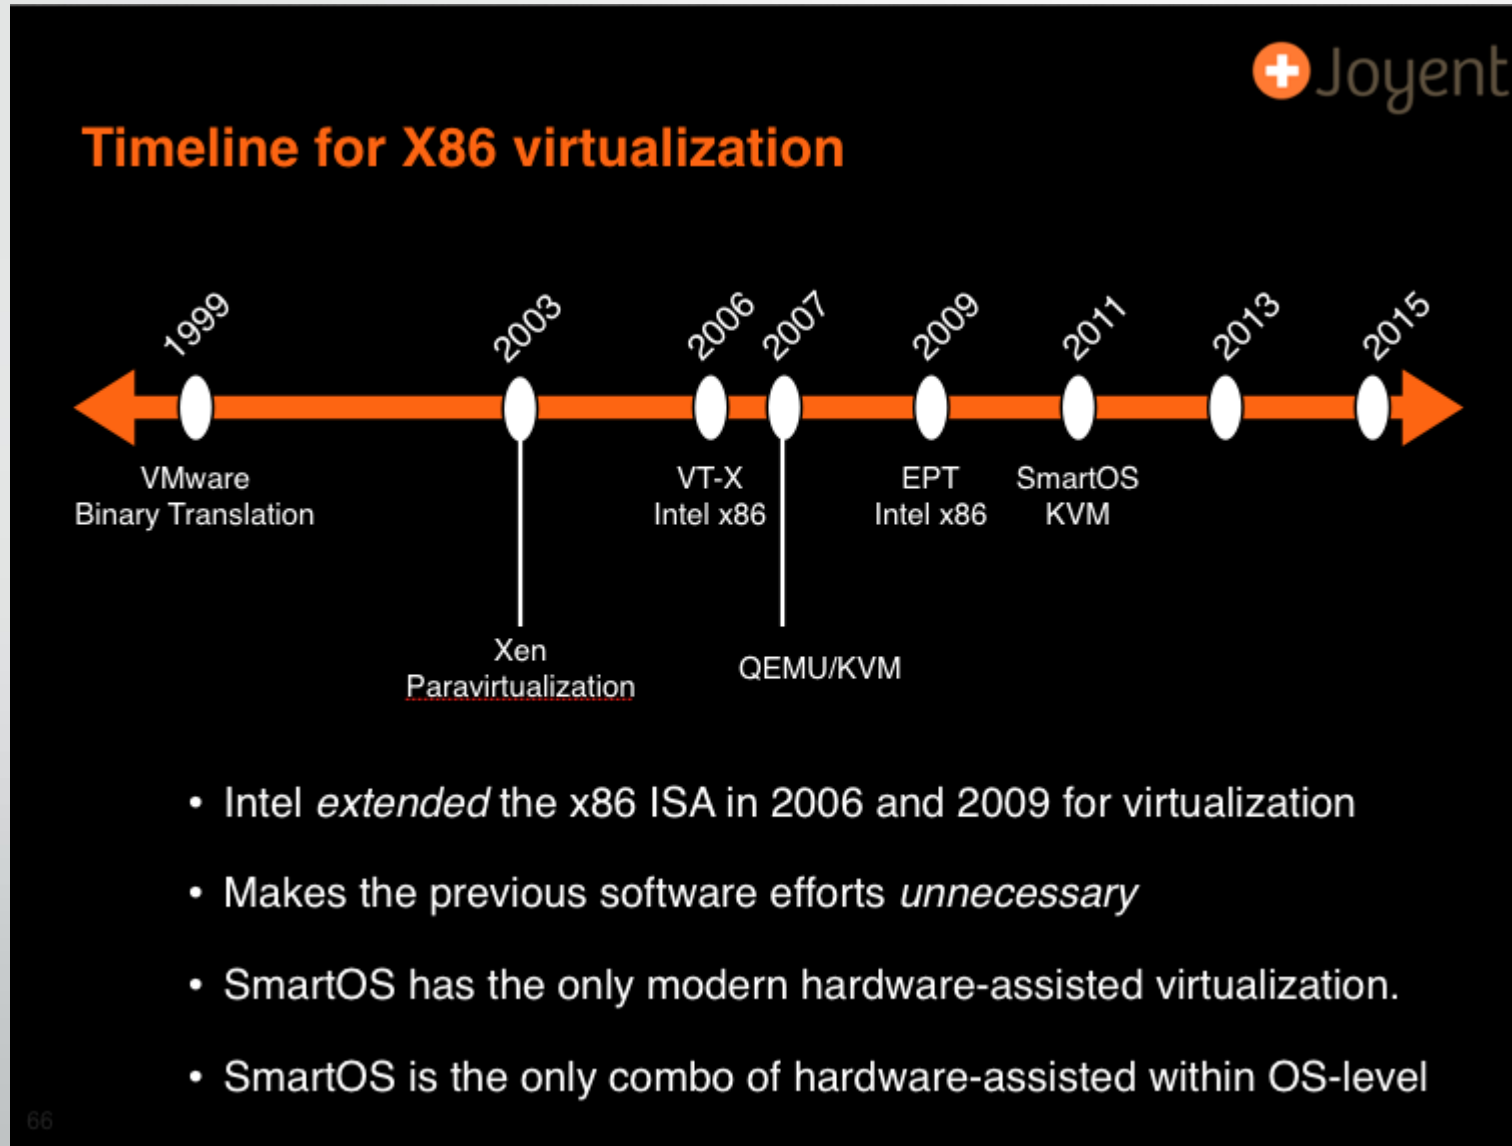 Joyent
Timeline for X86 virtualization
1999
2003
2006
2007
2009
2011
2013
2015
VMware
Binary Translation
VT-X
Intel x86
EPT
Intel x86
SmartOS
KVM
Xen
Paravirtualization
QEMU/KVM
• Intel extended the x86 ISA in 2006 and 2009 for virtualization
• Makes the previous software efforts unnecessary
• SmartOS has the only modern hardware-assisted virtualization.
• SmartOS is the only combo of hardware-assisted within OS-level
66